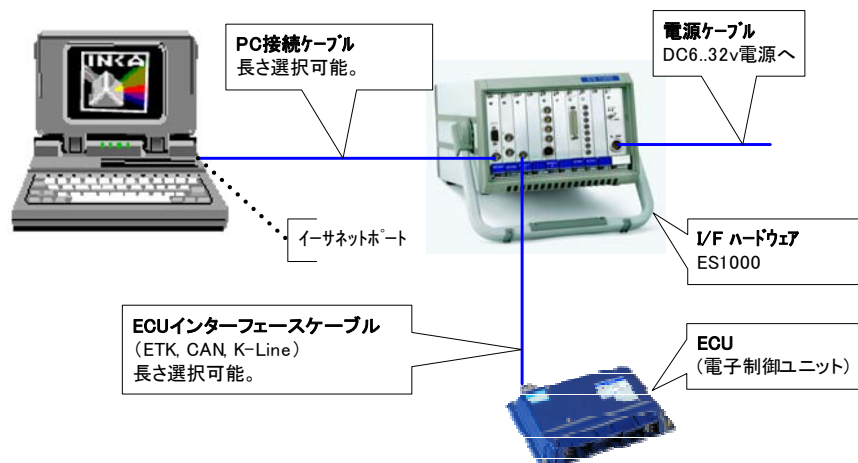 PC接続ケーブル
長さ選択可能。
電源ケーブル
DC6..32v電源へ
INCA
イーサネットポート
I/F ハードウェア
ES1000
ECUインターフェースケーブル
(ETK, CAN, K-Line)
長さ選択可能。
ECU
(電子制御ユニット)